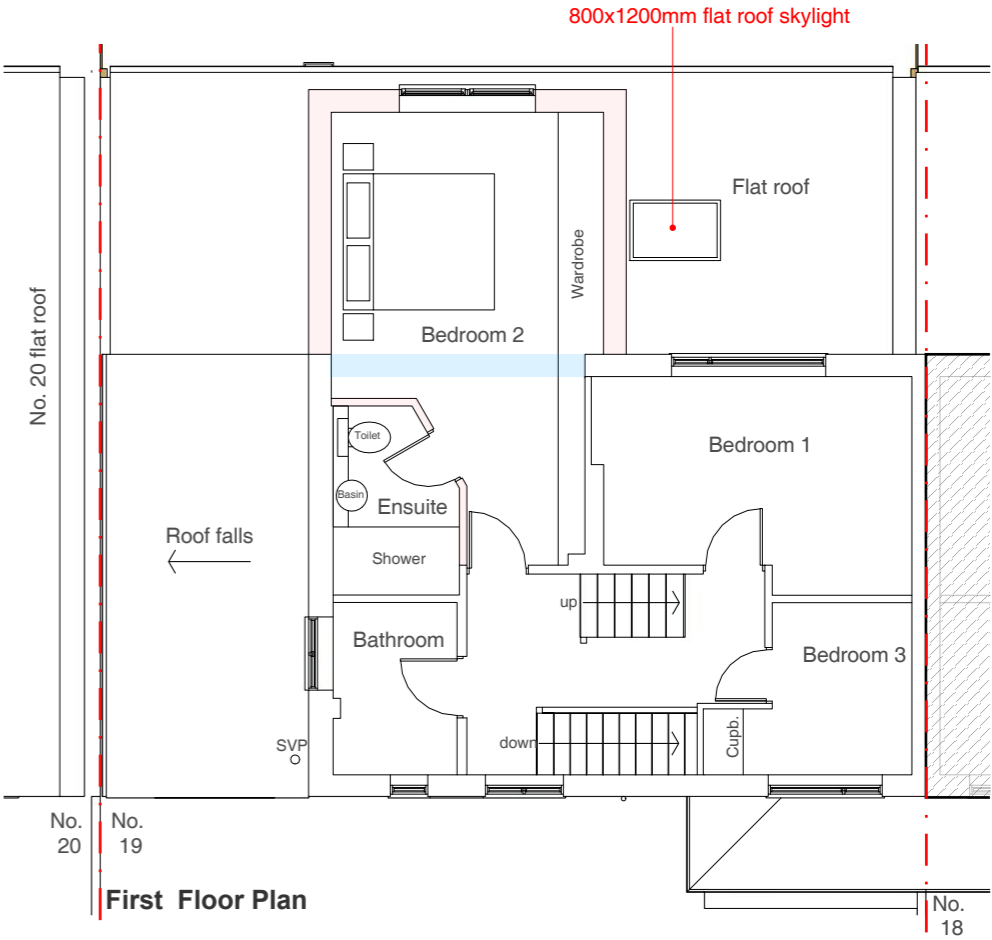 800x1200mm flat roof skylight
Flat roof
Wardrobe
No. 20 flat roof
Bedroom 2
Toilet
Bedroom 1
Basin
Ensuite
Roof falls
Shower
up
Bathroom
Bedroom 3
SVP
down
Cupb.
No.
20
No.
19
First Floor Plan
No.
18